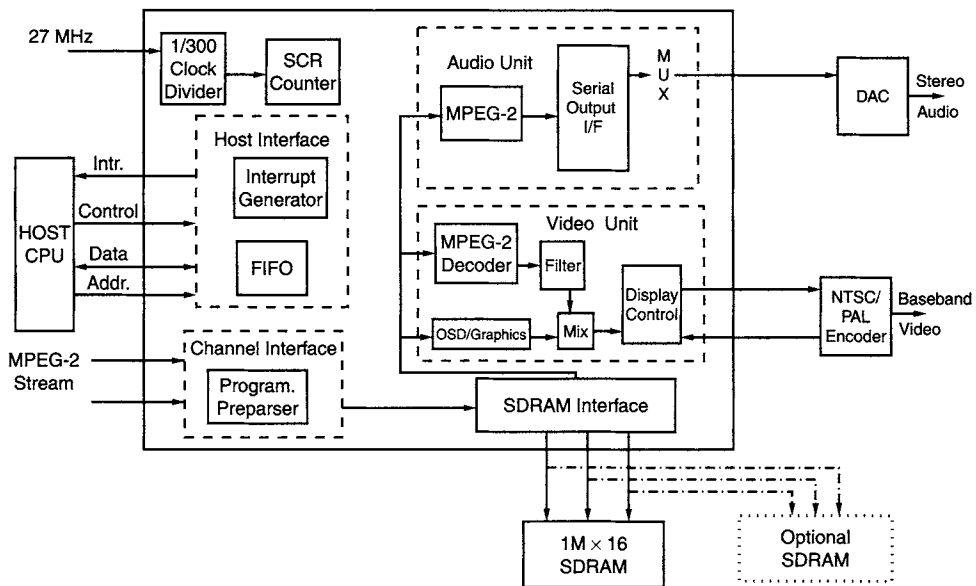 27 MHz
1/300
Clock
Divider
SCR
Counter
Host Interface
Interrupt
Generator
FIFO
HOST
CPU
Intr.
Control
Data
Addr.
MPEG-2
Stream
Channel Interface
Program.
Preparser
Audio Unit
MPEG-2
Serial
Output
I/F
M
U
X
DAC
Stereo
Audio
Video Unit
MPEG-2
Decoder
Filter
OSD/Graphics
Mix
Display
Control
NTSC/
PAL
Encoder
Baseband
Video
SDRAM Interface
1M × 16
SDRAM
Optional
SDRAM